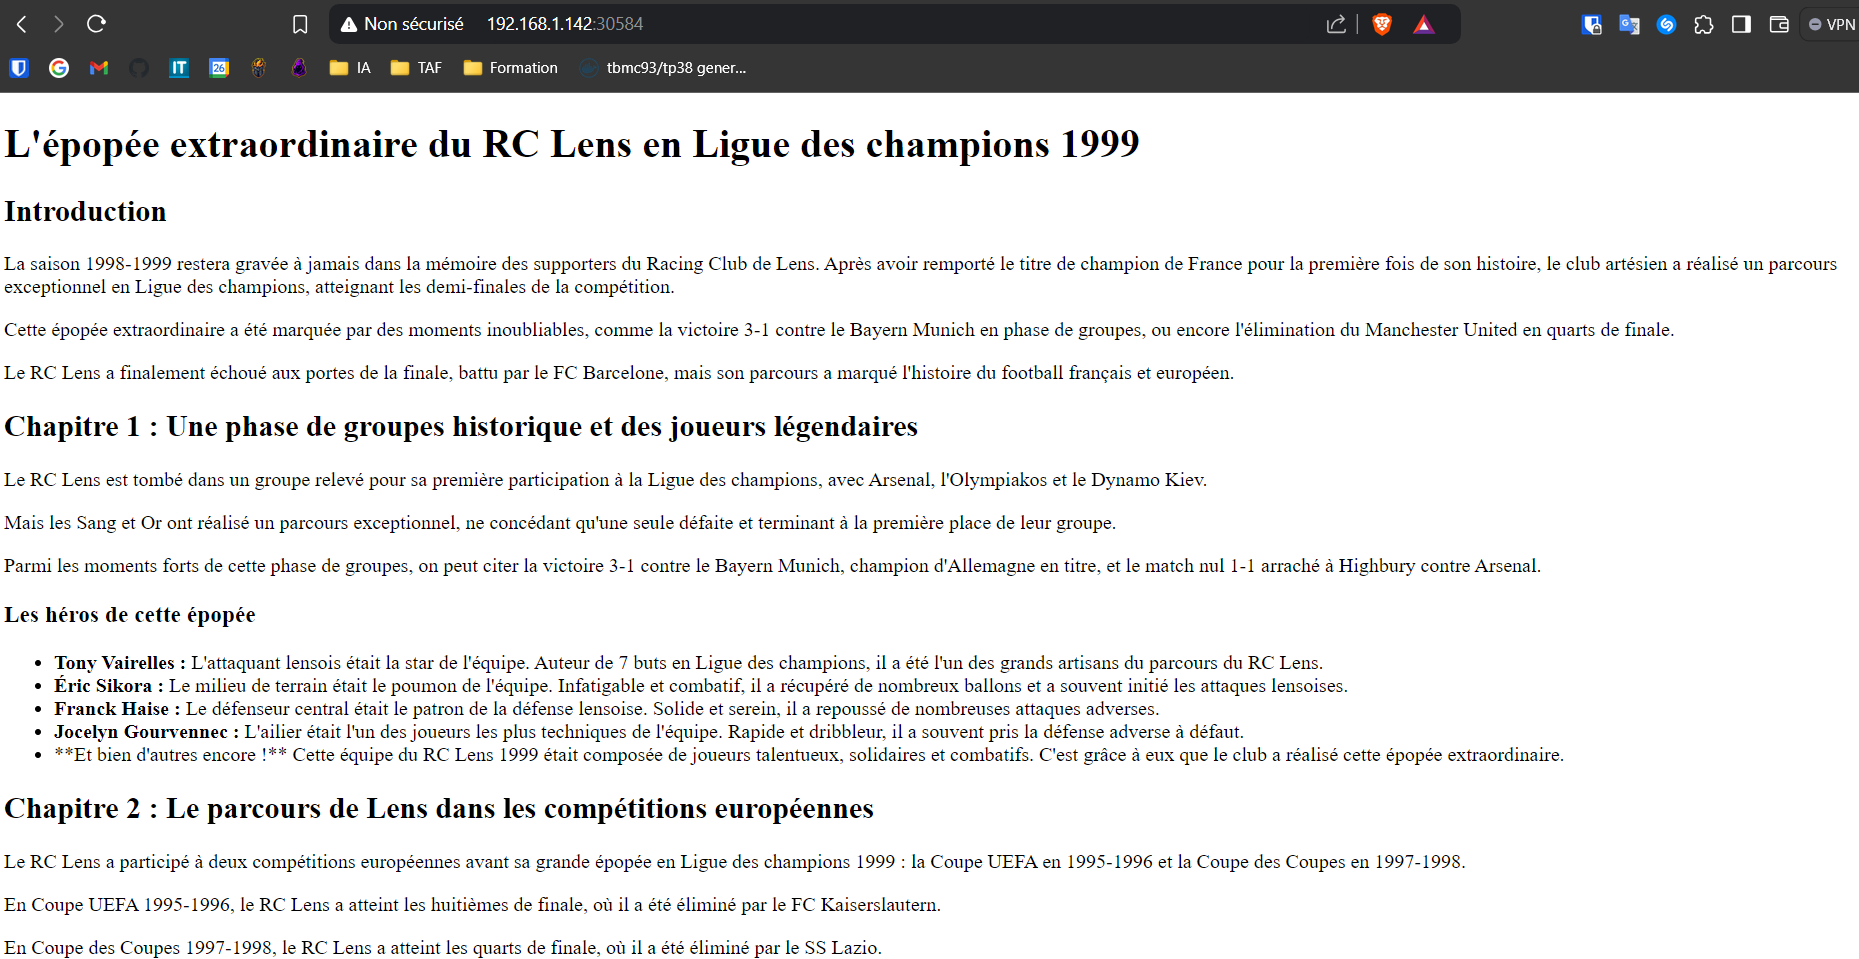 Non sécurisé 192.168.1.142:30584
VPN
IT 26 IA TAF Formation tbmc93/tp38 gener...
L'épopée extraordinaire du RC Lens en Ligue des champions 1999
Introduction
La saison 1998-1999 restera gravée à jamais dans la mémoire des supporters du Racing Club de Lens. Après avoir remporté le titre de champion de France pour la première fois de son histoire, le club artésien a réalisé un parcours
exceptionnel en Ligue des champions, atteignant les demi-finales de la compétition.
Cette épopée extraordinaire a été marquée par des moments inoubliables, comme la victoire 3-1 contre le Bayern Munich en phase de groupes, ou encore l'élimination du Manchester United en quarts de finale.
Le RC Lens a finalement échoué aux portes de la finale, battu par le FC Barcelone, mais son parcours a marqué l'histoire du football français et européen.
Chapitre 1 : Une phase de groupes historique et des joueurs légendaires
Le RC Lens est tombé dans un groupe relevé pour sa première participation à la Ligue des champions, avec Arsenal, l'Olympiakos et le Dynamo Kiev.
Mais les Sang et Or ont réalisé un parcours exceptionnel, ne concédant qu'une seule défaite et terminant à la première place de leur groupe.
Parmi les moments forts de cette phase de groupes, on peut citer la victoire 3-1 contre le Bayern Munich, champion d'Allemagne en titre, et le match nul 1-1 arraché à Highbury contre Arsenal.
Les héros de cette épopée
• Tony Vairelles : L'attaquant lensois était la star de l'équipe. Auteur de 7 buts en Ligue des champions, il a été l'un des grands artisans du parcours du RC Lens.
• Éric Sikora : Le milieu de terrain était le poumon de l'équipe. Infatigable et combatif, il a récupéré de nombreux ballons et a souvent initié les attaques lensoises.
• Franck Haise : Le défenseur central était le patron de la défense lensoise. Solide et serein, il a repoussé de nombreuses attaques adverses.
• Jocelyn Gourvennec : L'ailier était l'un des joueurs les plus techniques de l'équipe. Rapide et dribbleur, il a souvent pris la défense adverse à défaut.
• **Et bien d'autres encore !** Cette équipe du RC Lens 1999 était composée de joueurs talentueux, solidaires et combatifs. C'est grâce à eux que le club a réalisé cette épopée extraordinaire.
Chapitre 2 : Le parcours de Lens dans les compétitions européennes
Le RC Lens a participé à deux compétitions européennes avant sa grande épopée en Ligue des champions 1999 : la Coupe UEFA en 1995-1996 et la Coupe des Coupes en 1997-1998.
En Coupe UEFA 1995-1996, le RC Lens a atteint les huitièmes de finale, où il a été éliminé par le FC Kaiserslautern.
En Coupe des Coupes 1997-1998, le RC Lens a atteint les quarts de finale, où il a été éliminé par le SS Lazio.